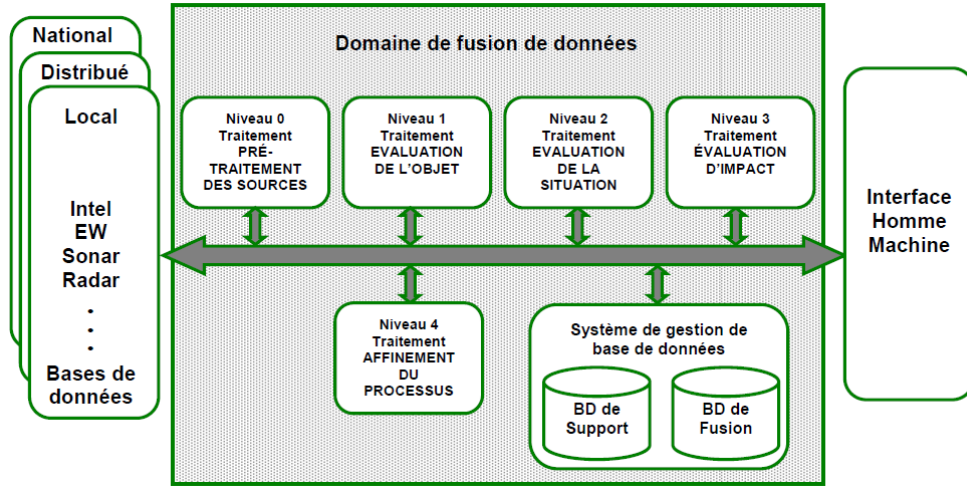 National
Distribué
Local
Intel
EW
Sonar
Radar
.
.
.
Bases de
données
Domaine de fusion de données
Niveau 0
Traitement
PRÉ-
TRAITEMENT
DES SOURCES
Niveau 1
Traitement
EVALUATION
DE L'OBJET
Niveau 2
Traitement
EVALUATION
DE LA
SITUATION
Niveau 3
Traitement
ÉVALUATION
D'IMPACT
Niveau 4
Traitement
AFFINEMENT
DU
PROCESSUS
Système de gestion de
base de données
BD de
Support
BD de
Fusion
Interface
Homme
Machine